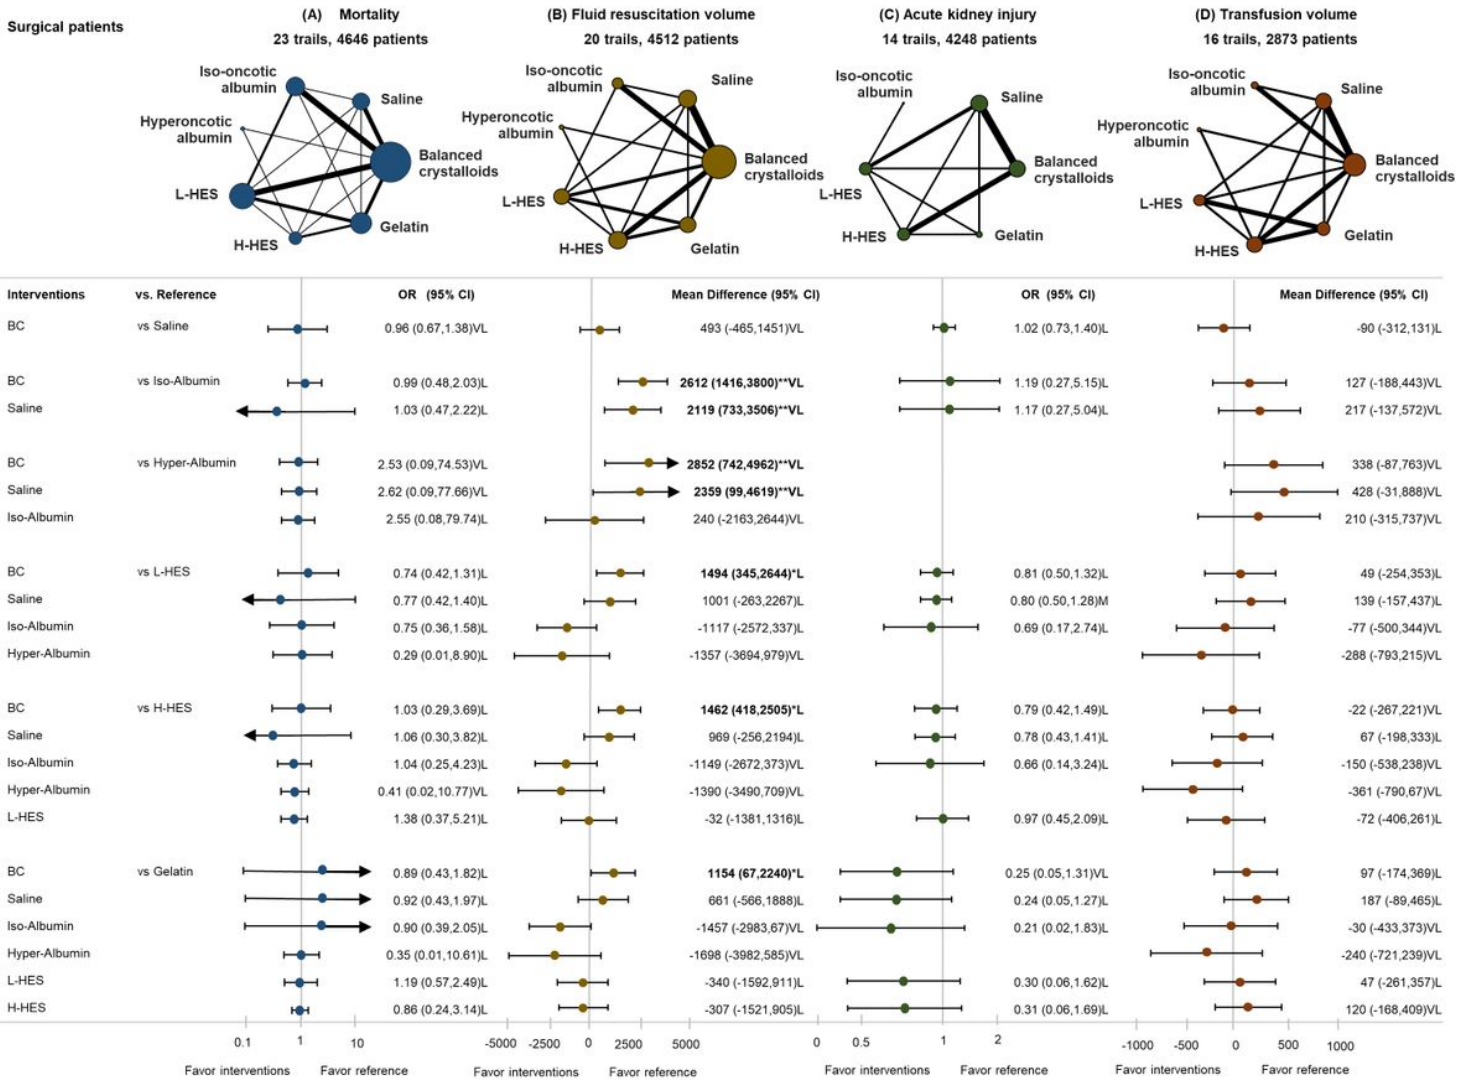 Surgical patients
(A) Mortality
23 trails, 4646 patients
(B) Fluid resuscitation volume
20 trails, 4512 patients
(C) Acute kidney injury
14 trails, 4248 patients
(D) Transfusion volume
16 trails, 2873 patients
Iso-oncotic
albumin
Saline
Hyperoncotic
albumin
Balanced
crystalloids
L-HES
Gelatin
H-HES
Iso-oncotic
albumin
Saline
Hyperoncotic
albumin
Balanced
crystalloids
L-HES
H-HES
Gelatin
Iso-oncotic
albumin
Saline
Balanced
crystalloids
L-HES
H-HES
Gelatin
Iso-oncotic
albumin
Saline
Hyperoncotic
albumin
Balanced
crystalloids
L-HES
Gelatin
H-HES
Interventions vs. Reference OR (95% CI) Mean Difference (95% CI) OR (95% CI) Mean Difference (95% CI)
BC vs Saline 0.96 (0.67,1.38)VL 493 (-465,1451)VL 1.02 (0.73,1.40)L -90 (-312,131)L
BC vs Iso-Albumin 0.99 (0.48,2.03)L 2612 (1416,3800)**VL 1.19 (0.27,5.15)L 127 (-188,443)VL
Saline 1.03 (0.47,2.22)L 2119 (733,3506)**VL 1.17 (0.27,5.04)L 217 (-137,572)VL
BC vs Hyper-Albumin 2.53 (0.09,74.53)VL 2852 (742,4962)**VL 338 (-87,763)VL
Saline 2.62 (0.09,77.66)VL 2359 (99,4619)**VL 428 (-31,888)VL
Iso-Albumin 2.55 (0.08,79.74)L 240 (-2163,2644)VL 210 (-315,737)VL
BC vs L-HES 0.74 (0.42,1.31)L 1494 (345,2644)*L 0.81 (0.50,1.32)L 49 (-254,353)L
Saline 0.77 (0.42,1.40)L 1001 (-263,2267)L 0.80 (0.50,1.28)M 139 (-157,437)L
Iso-Albumin 0.75 (0.36,1.58)L -1117 (-2572,337)L 0.69 (0.17,2.74)L -77 (-500,344)L
Hyper-Albumin 0.29 (0.01,8.90)L -1357 (-3694,979)VL -288 (-793,215)VL
BC vs H-HES 1.03 (0.29,3.69)L 1462 (418,2505)*L 0.79 (0.42,1.49)L -22 (-267,221)VL
Saline 1.06 (0.30,3.82)L 969 (-256,2194)L 0.78 (0.43,1.41)L 67 (-198,333)L
Iso-Albumin 1.04 (0.25,4.23)L -1149 (-2672,373)VL 0.66 (0.14,3.24)L -150 (-538,238)VL
Hyper-Albumin 0.41 (0.02,10.77)VL -1390 (-3490,709)VL -361 (-790,67)VL
L-HES 1.38 (0.37,5.21)L -32 (-1381,1316)L 0.97 (0.45,2.09)L -72 (-406,261)L
BC vs Gelatin 0.89 (0.43,1.82)L 1154 (67,2240)*L 0.25 (0.05,1.31)VL 97 (-174,369)L
Saline 0.92 (0.43,1.97)L 661 (-566,1888)L 0.24 (0.05,1.27)L 187 (-89,465)L
Iso-Albumin 0.90 (0.39,2.05)L -1457 (-2983,67)L 0.21 (0.02,1.83)L -30 (-433,373)L
Hyper-Albumin 0.35 (0.01,10.61)L -1698 (-3982,585)VL -240 (-721,239)VL
L-HES 1.19 (0.57,2.49)L -340 (-1592,911)L 0.30 (0.06,1.62)L 47 (-261,357)L
H-HES 0.86 (0.24,3.14)L -307 (-1521,905)L 0.31 (0.06,1.69)L 120 (-168,409)VL
0.1 1 10 -5000 -2500 0 2500 5000 0 0.5 1 2 -1000 -500 0 500 1000
Favor interventions Favor reference Favor interventions Favor reference Favor interventions Favor reference Favor interventions Favor reference